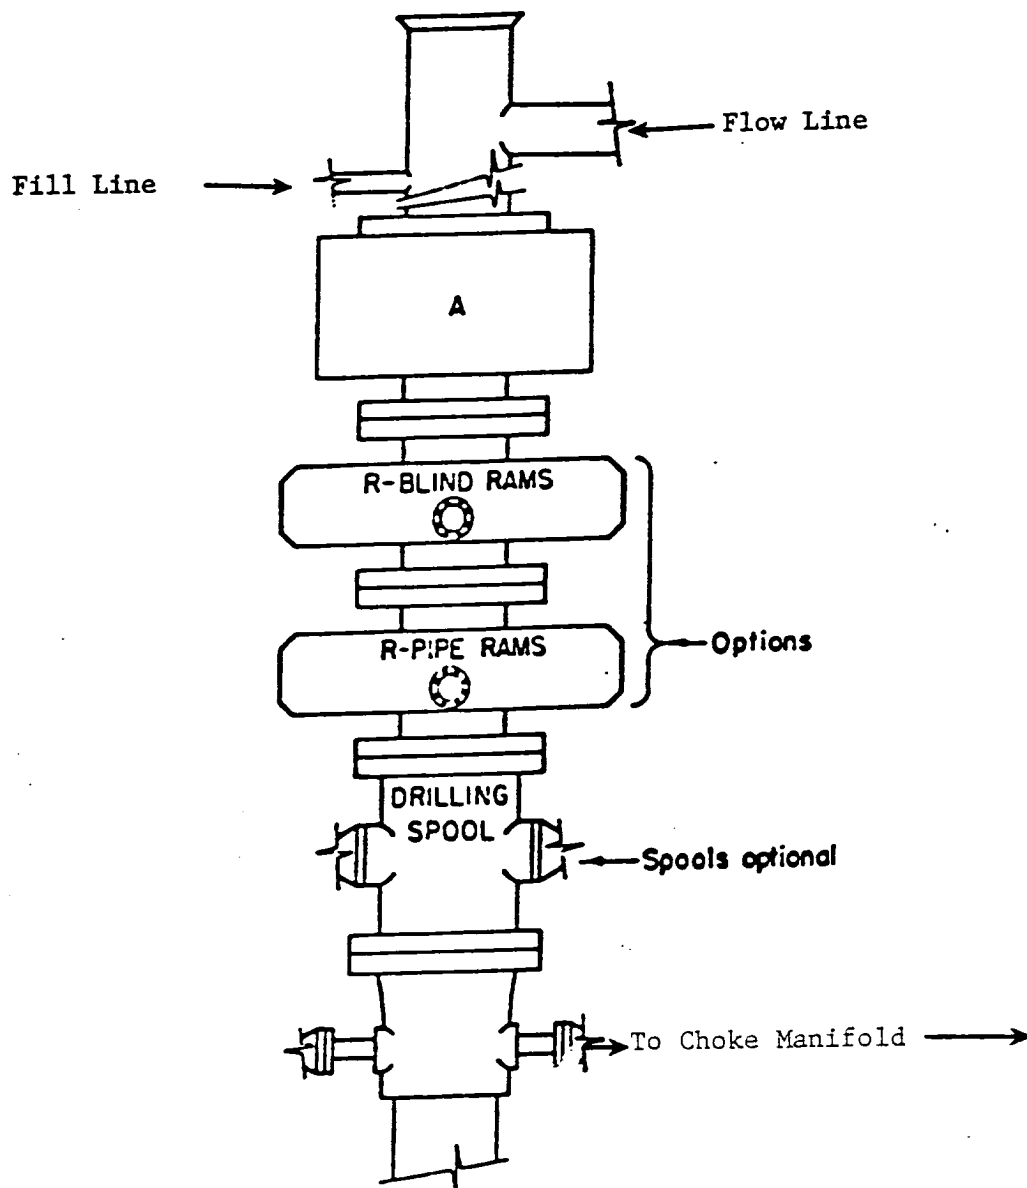 Flow Line
Fill Line
A
R-BLIND RAMS
R-PIPE RAMS
Options
DRILLING
SPOOL
Spools optional
To Choke Manifold